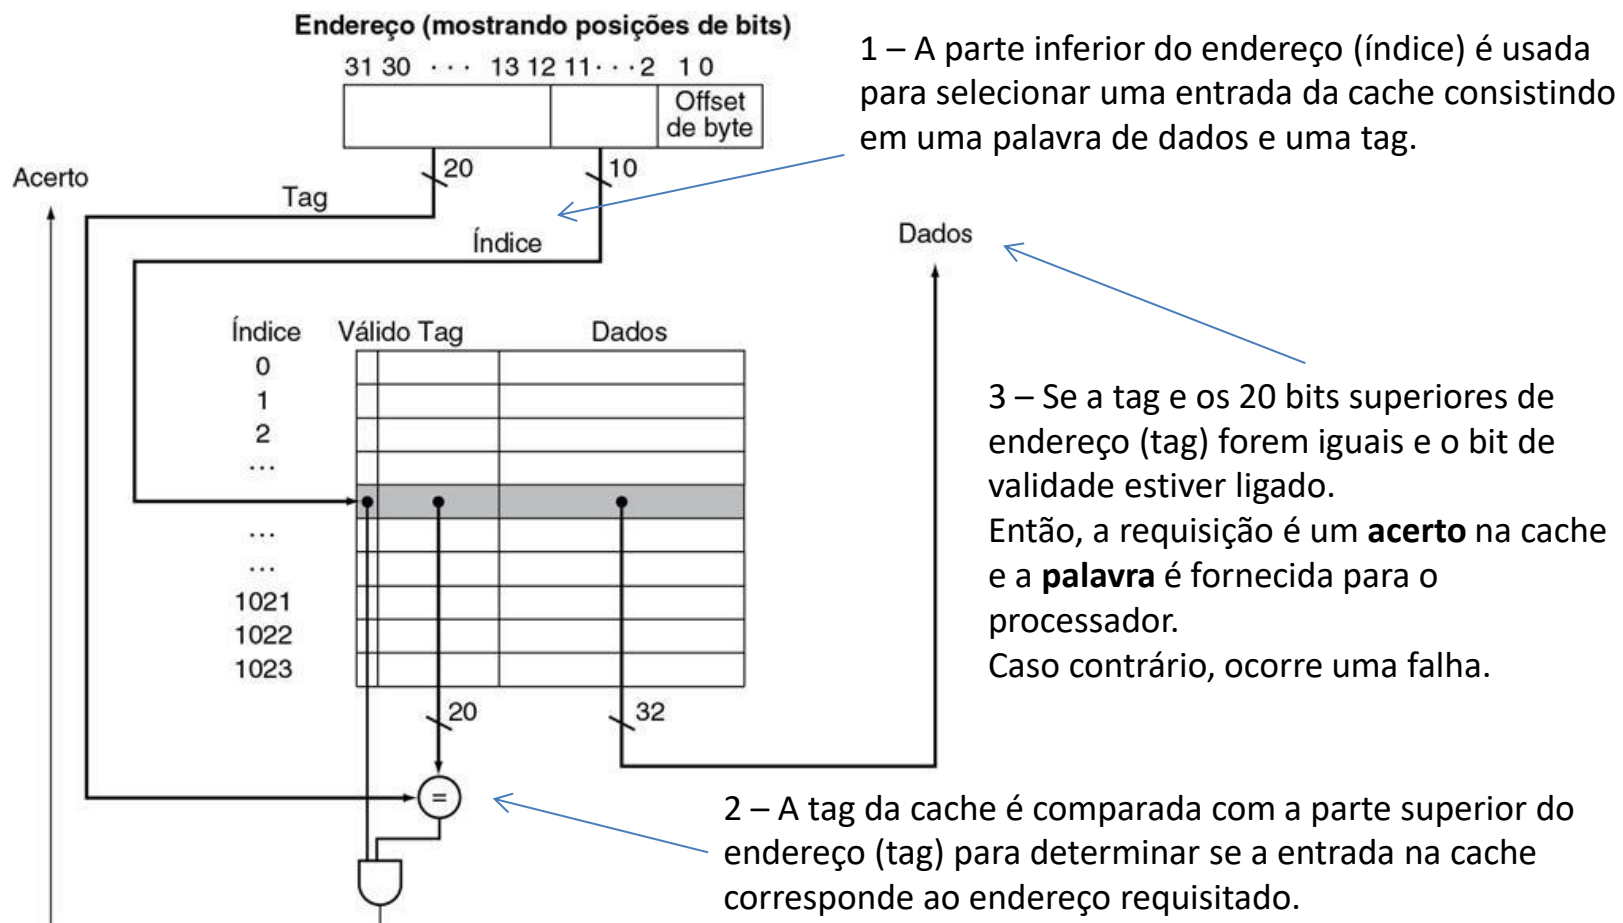 Endereço (mostrando posições de bits)
31 30 · · · 13 12 11 · · · 2 1 0
Offset
de byte
20
10
Acerto
Tag
Índice
1 – A parte inferior do endereço (índice) é usada
para selecionar uma entrada da cache consistindo
em uma palavra de dados e uma tag.
Dados
Índice Válido Tag Dados
0
1
2
...
...
...
1021
1022
1023
20
32
=
3 – Se a tag e os 20 bits superiores de
endereço (tag) forem iguais e o bit de
validade estiver ligado.
Então, a requisição é um acerto na cache
e a palavra é fornecida para o
processador.
Caso contrário, ocorre uma falha.
2 – A tag da cache é comparada com a parte superior do
endereço (tag) para determinar se a entrada na cache
corresponde ao endereço requisitado.